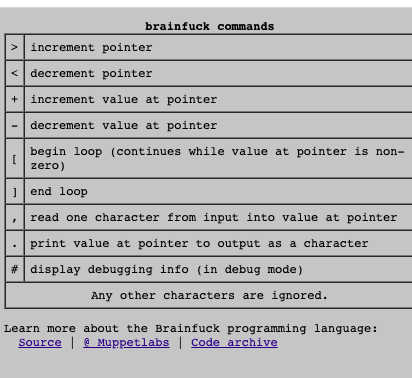 brainfuck commands
> increment pointer
< decrement pointer
+ increment value at pointer
- decrement value at pointer
[ begin loop (continues while value at pointer is non-
zero)
] end loop
, read one character from input into value at pointer
. print value at pointer to output as a character
# display debugging info (in debug mode)
Any other characters are ignored.
Learn more about the Brainfuck programming language:
Source | @ Muppetlabs | Code archive